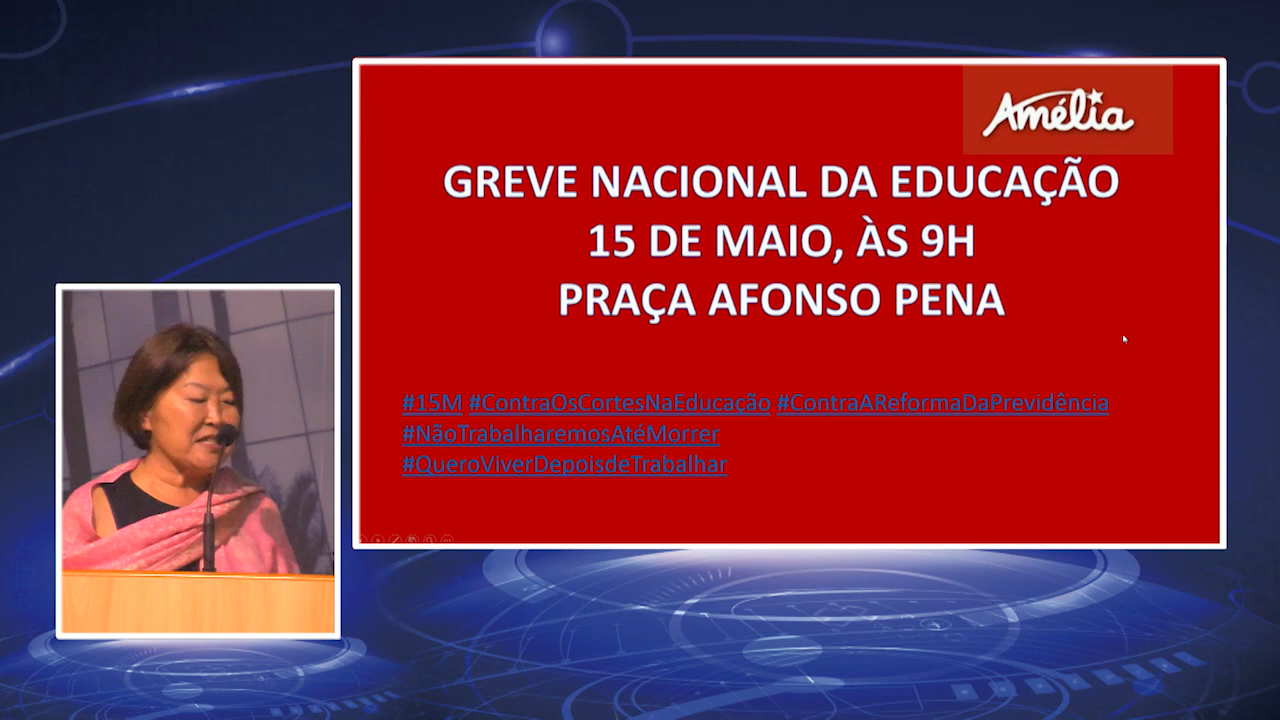 Amélia
GREVE NACIONAL DA EDUCAÇÃO
15 DE MAIO, ÀS 9H
PRAÇA AFONSO PENA
#15M #ContraOsCortesNaEducação #ContraAReformaDaPrevidência
#NãoTrabalharemosAtéMorrer
#QueroViverDepoisdeTrabalhar